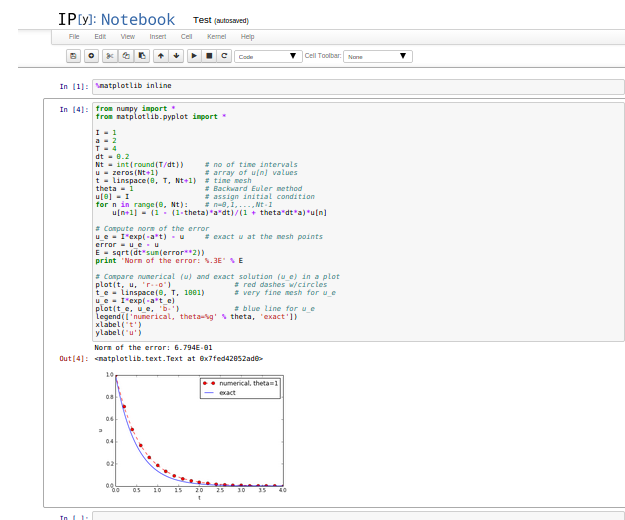 IP[y]: Notebook Test (autosaved)
File Edit View Insert Cell Kernel Help
Code Cell Toolbar: None
In [1]: %matplotlib inline
In [4]: from numpy import *
from matplotlib.pyplot import *
I = 1
a = 2
T = 4
dt = 0.2
Nt = int(round(T/dt)) # no of time intervals
u = zeros(Nt+1) # array of u[n] values
t = linspace(0, T, Nt+1) # time mesh
theta = 1 # Backward Euler method
u[0] = I # assign initial condition
for n in range(0, Nt): # n=0,1,...,Nt-1
u[n+1] = (1 - (1-theta)*a*dt)/(1 + theta*dt*a)*u[n]
# Compute norm of the error
u_e = I*exp(-a*t) - u # exact u at the mesh points
error = u_e - u
E = sqrt(dt*sum(error**2))
print 'Norm of the error: %.3E' % E
# Compare numerical (u) and exact solution (u_e) in a plot
plot(t, u, 'r--o') # red dashes w/circles
t_e = linspace(0, T, 1001) # very fine mesh for u_e
u_e = I*exp(-a*t_e)
plot(t_e, u_e, 'b-') # blue line for u_e
legend(['numerical, theta=%g' % theta, 'exact'])
xlabel('t')
ylabel('u')
Norm of the error: 6.794E-01
Out[4]: <matplotlib.text.Text at 0x7fed42052ad0>
1.0
0.8
0.6
0.4
0.2
0.0
u
numerical, theta=1
exact
0.0 0.5 1.0 1.5 2.0 2.5 3.0 3.5 4.0
t
In [ ]: